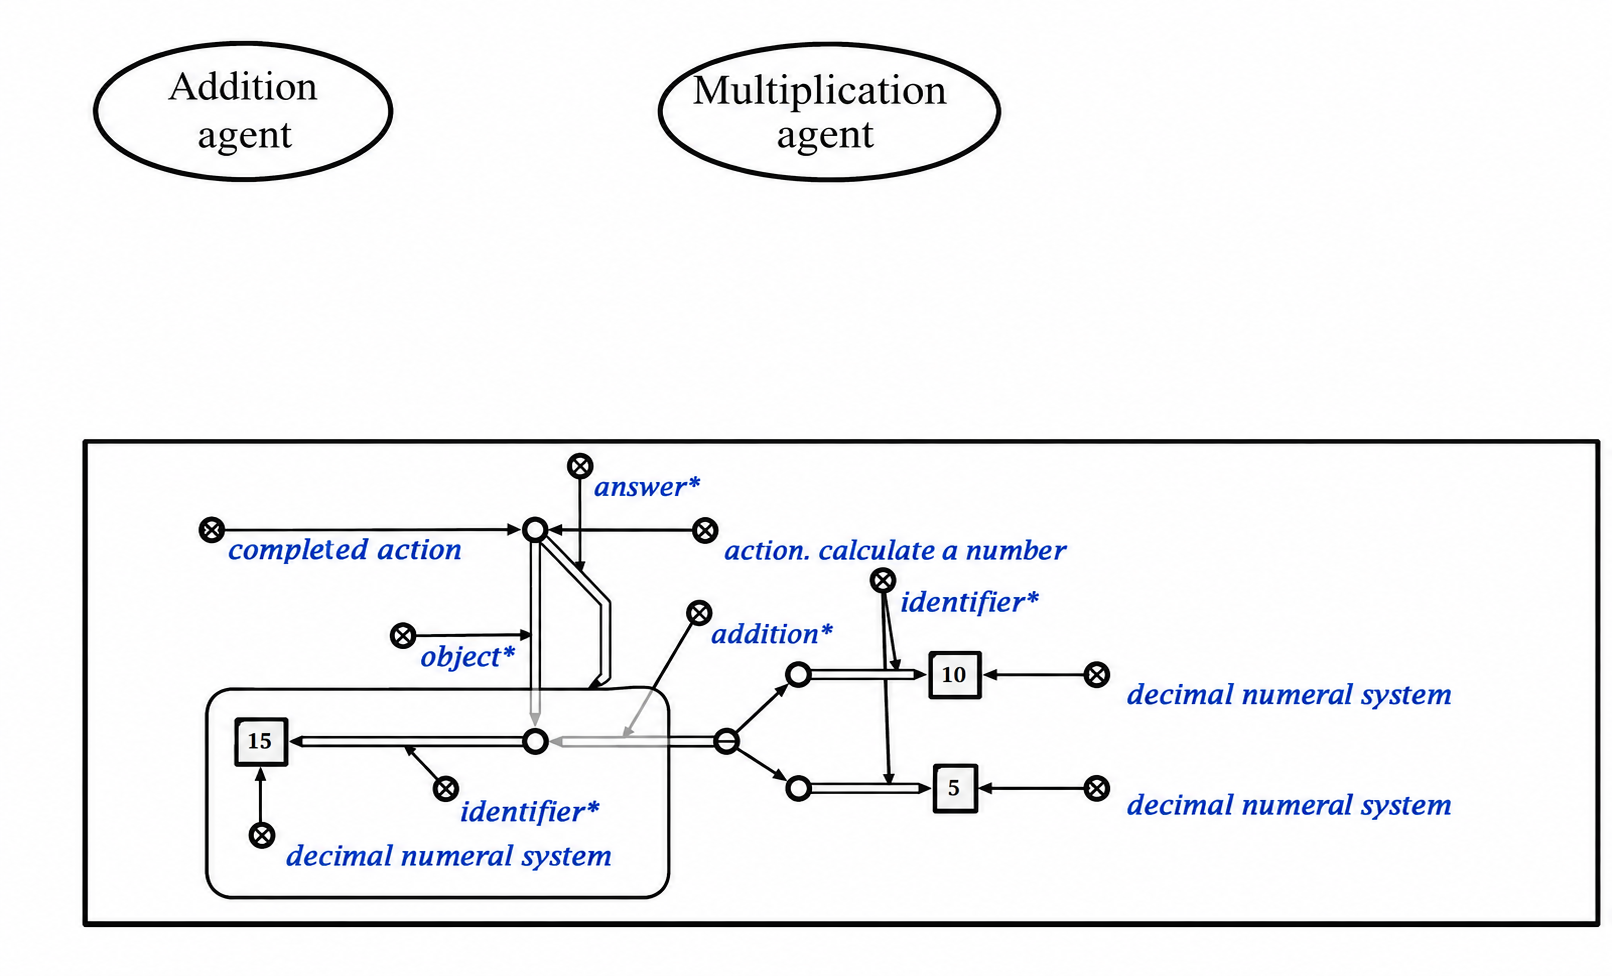 Addition
agent
Multiplication
agent
answer*
completed action
action. calculate a number
identifier*
addition*
object*
10
decimal numeral system
15
identifier*
5
decimal numeral system
decimal numeral system